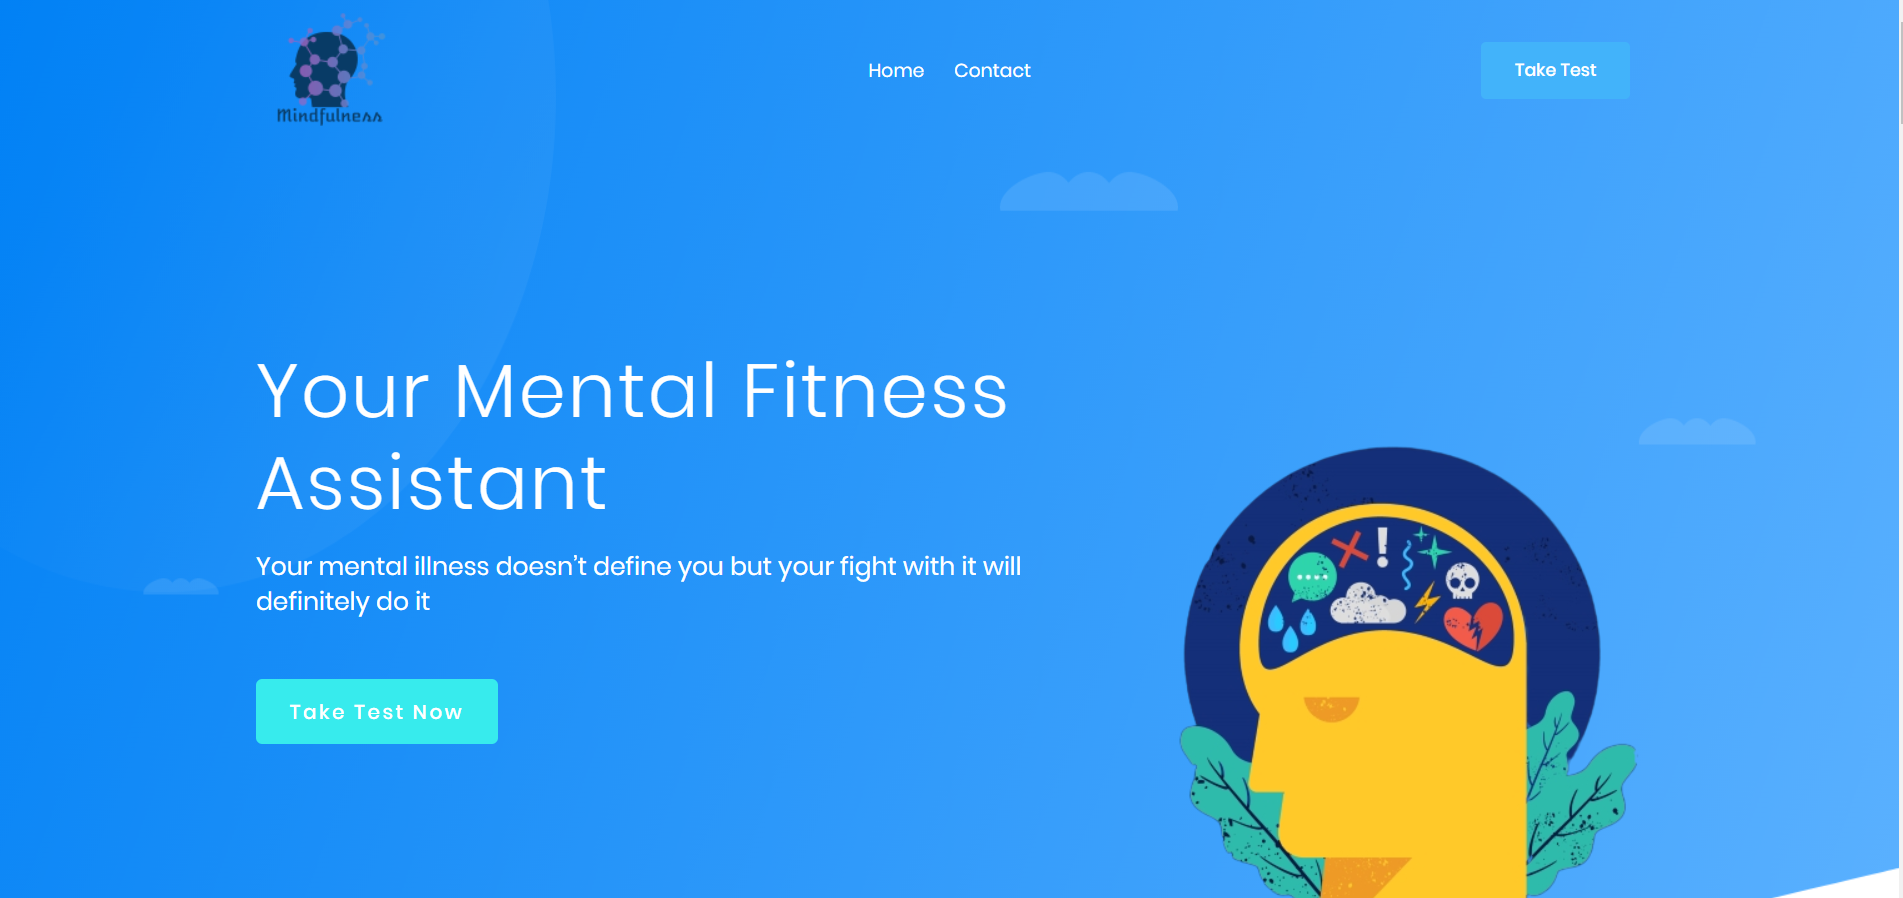 Mindfulness
Home
Contact
Take Test
Your Mental Fitness
Assistant
Your mental illness doesn’t define you but your fight with it will
definitely do it
Take Test Now